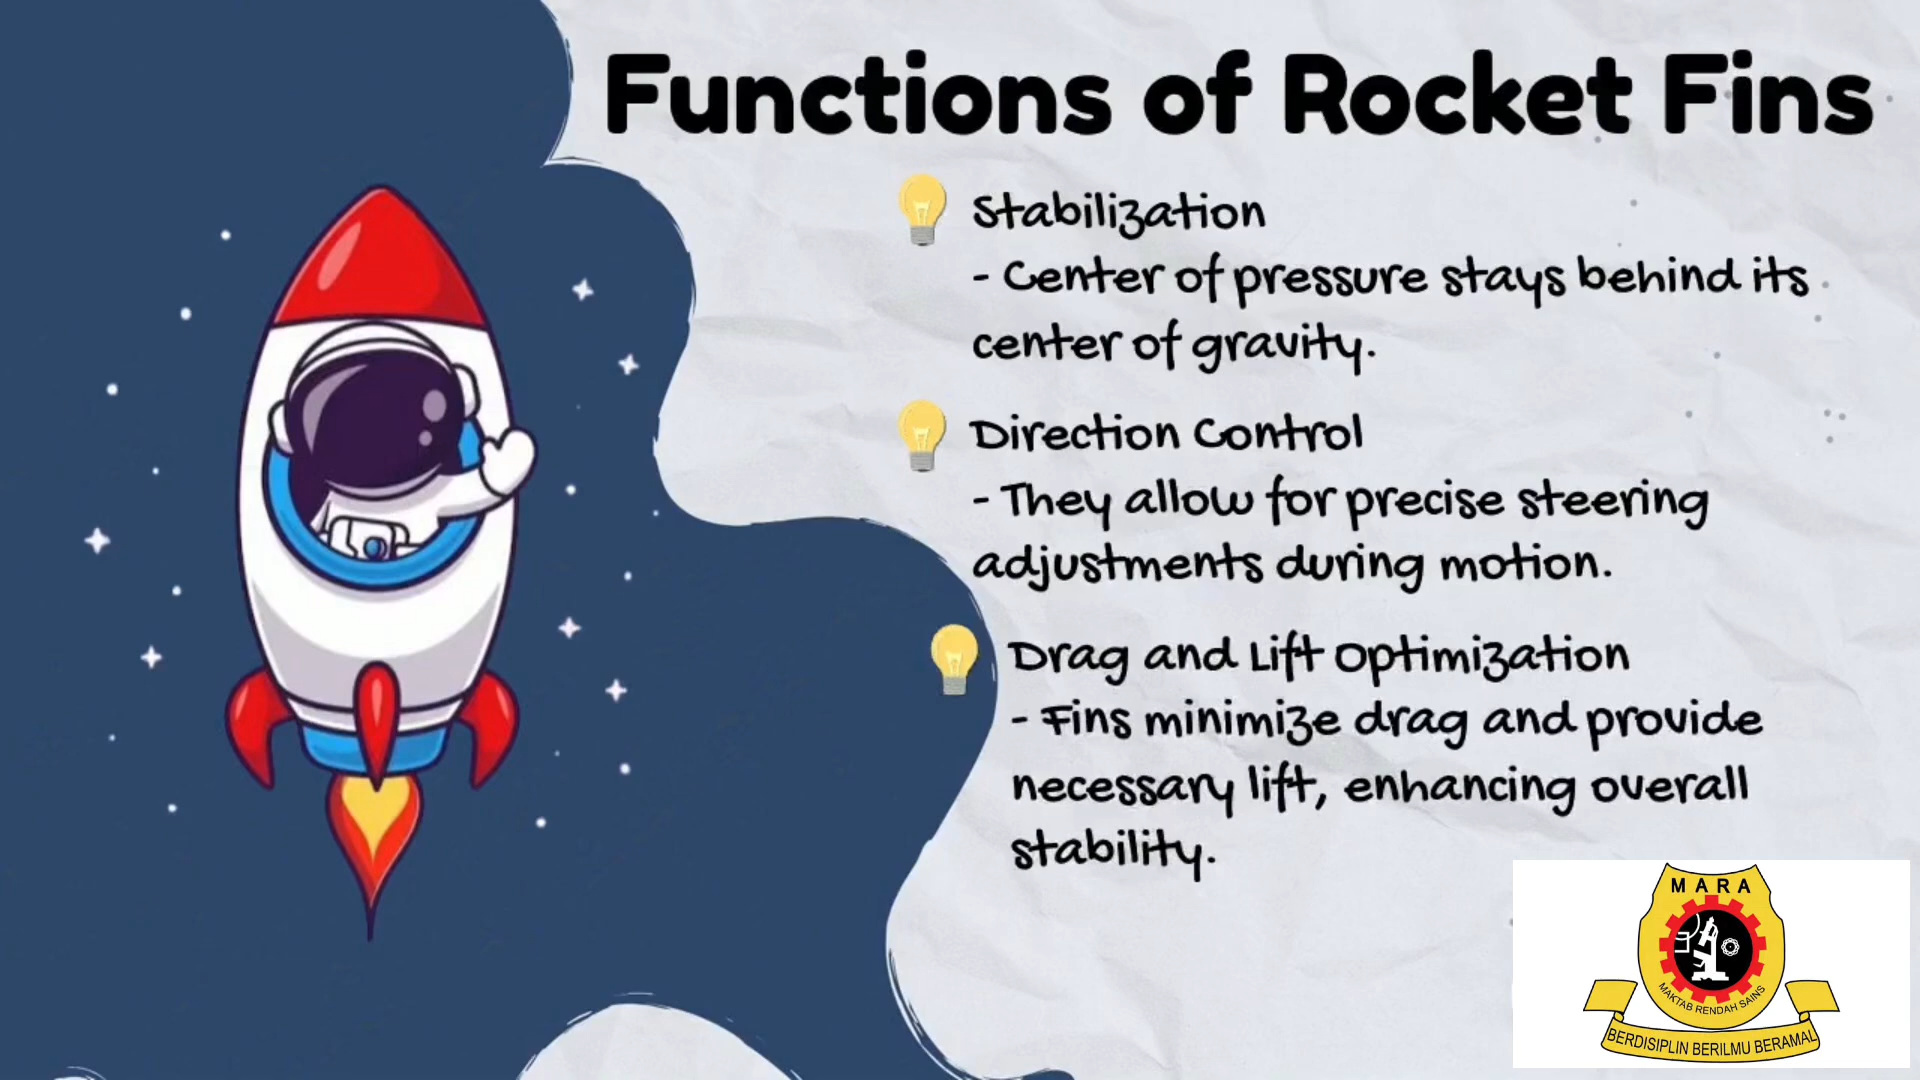 Functions of Rocket Fins
Stabilization
- Center of pressure stays behind its
center of gravity.
Direction Control
- They allow for precise steering
adjustments during motion.
Drag and Lift Optimization
- Fins minimize drag and provide
necessary lift, enhancing overall
stability.
MARA
MAKTAB RENDAH SAINS
BERDISIPLIN BERILMU BERAMAL